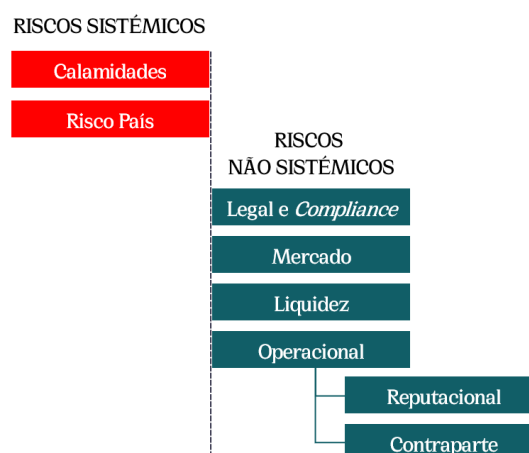 RISCOS SISTÉMICOS
Calamidades
Risco País
RISCOS
NÃO SISTÉMICOS
Legal e Compliance
Mercado
Liquidez
Operacional
Reputacional
Contraparte